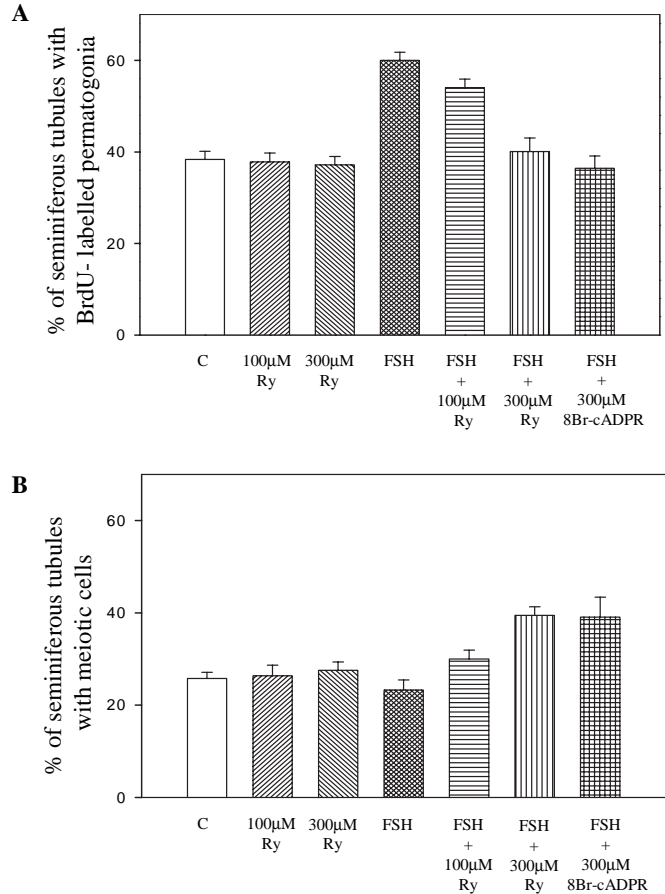 A
% of seminiferous tubules with
BrdU- labelled permatogonia
60
40
20
0
C
100μM
Ry
300μM
Ry
FSH
FSH
+
100μM
Ry
FSH
+
300μM
Ry
FSH
+
300μM
8Br-cADPR
B
% of seminiferous tubules
with meiotic cells
60
40
20
0
C
100μM
Ry
300μM
Ry
FSH
FSH
+
100μM
Ry
FSH
+
300μM
Ry
FSH
+
300μM
8Br-cADPR